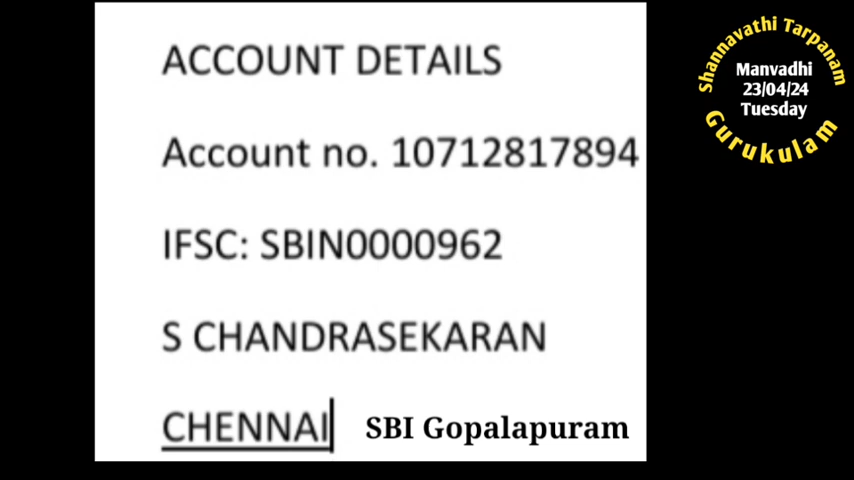 ACCOUNT DETAILS
Account no. 10712817894
IFSC: SBIN0000962
S CHANDRASEKARAN
CHENNAI SBI Gopalapuram
Shannavathi Tarpanam
Manvadhi
23/04/24
Tuesday
Gurukulam